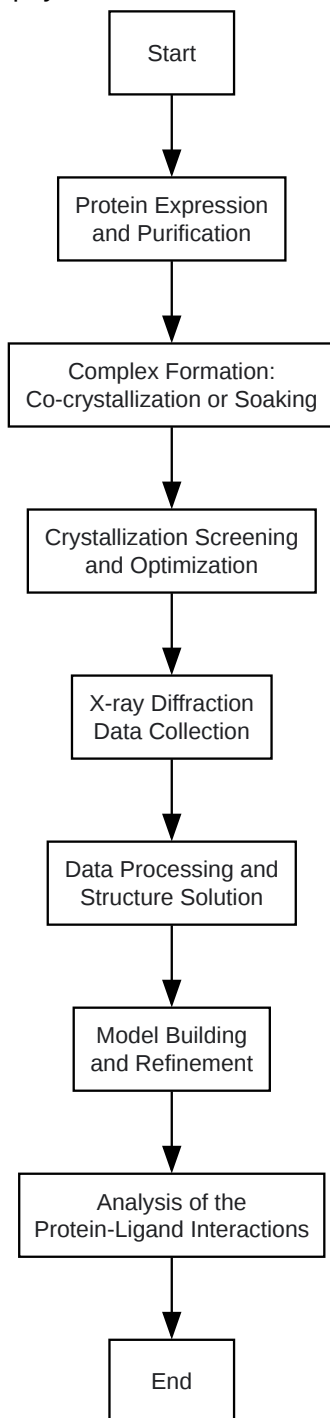 Start
Protein Expression
and Purification
Complex Formation:
Co-crystallization or Soaking
Crystallization Screening
and Optimization
X-ray Diffraction
Data Collection
Data Processing and
Structure Solution
Model Building
and Refinement
Analysis of the
Protein-Ligand Interactions
End